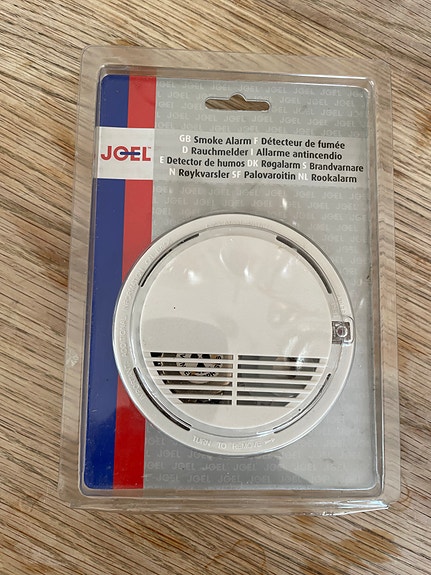 JOEL
GB Smoke Alarm F Détecteur de fumée
D Rauchmelder I Allarme antincendio
E Detector de humos DK Røgalarm S Brandvarnare
N Røykvarsler SF Palovaroitin NL Rookalarm